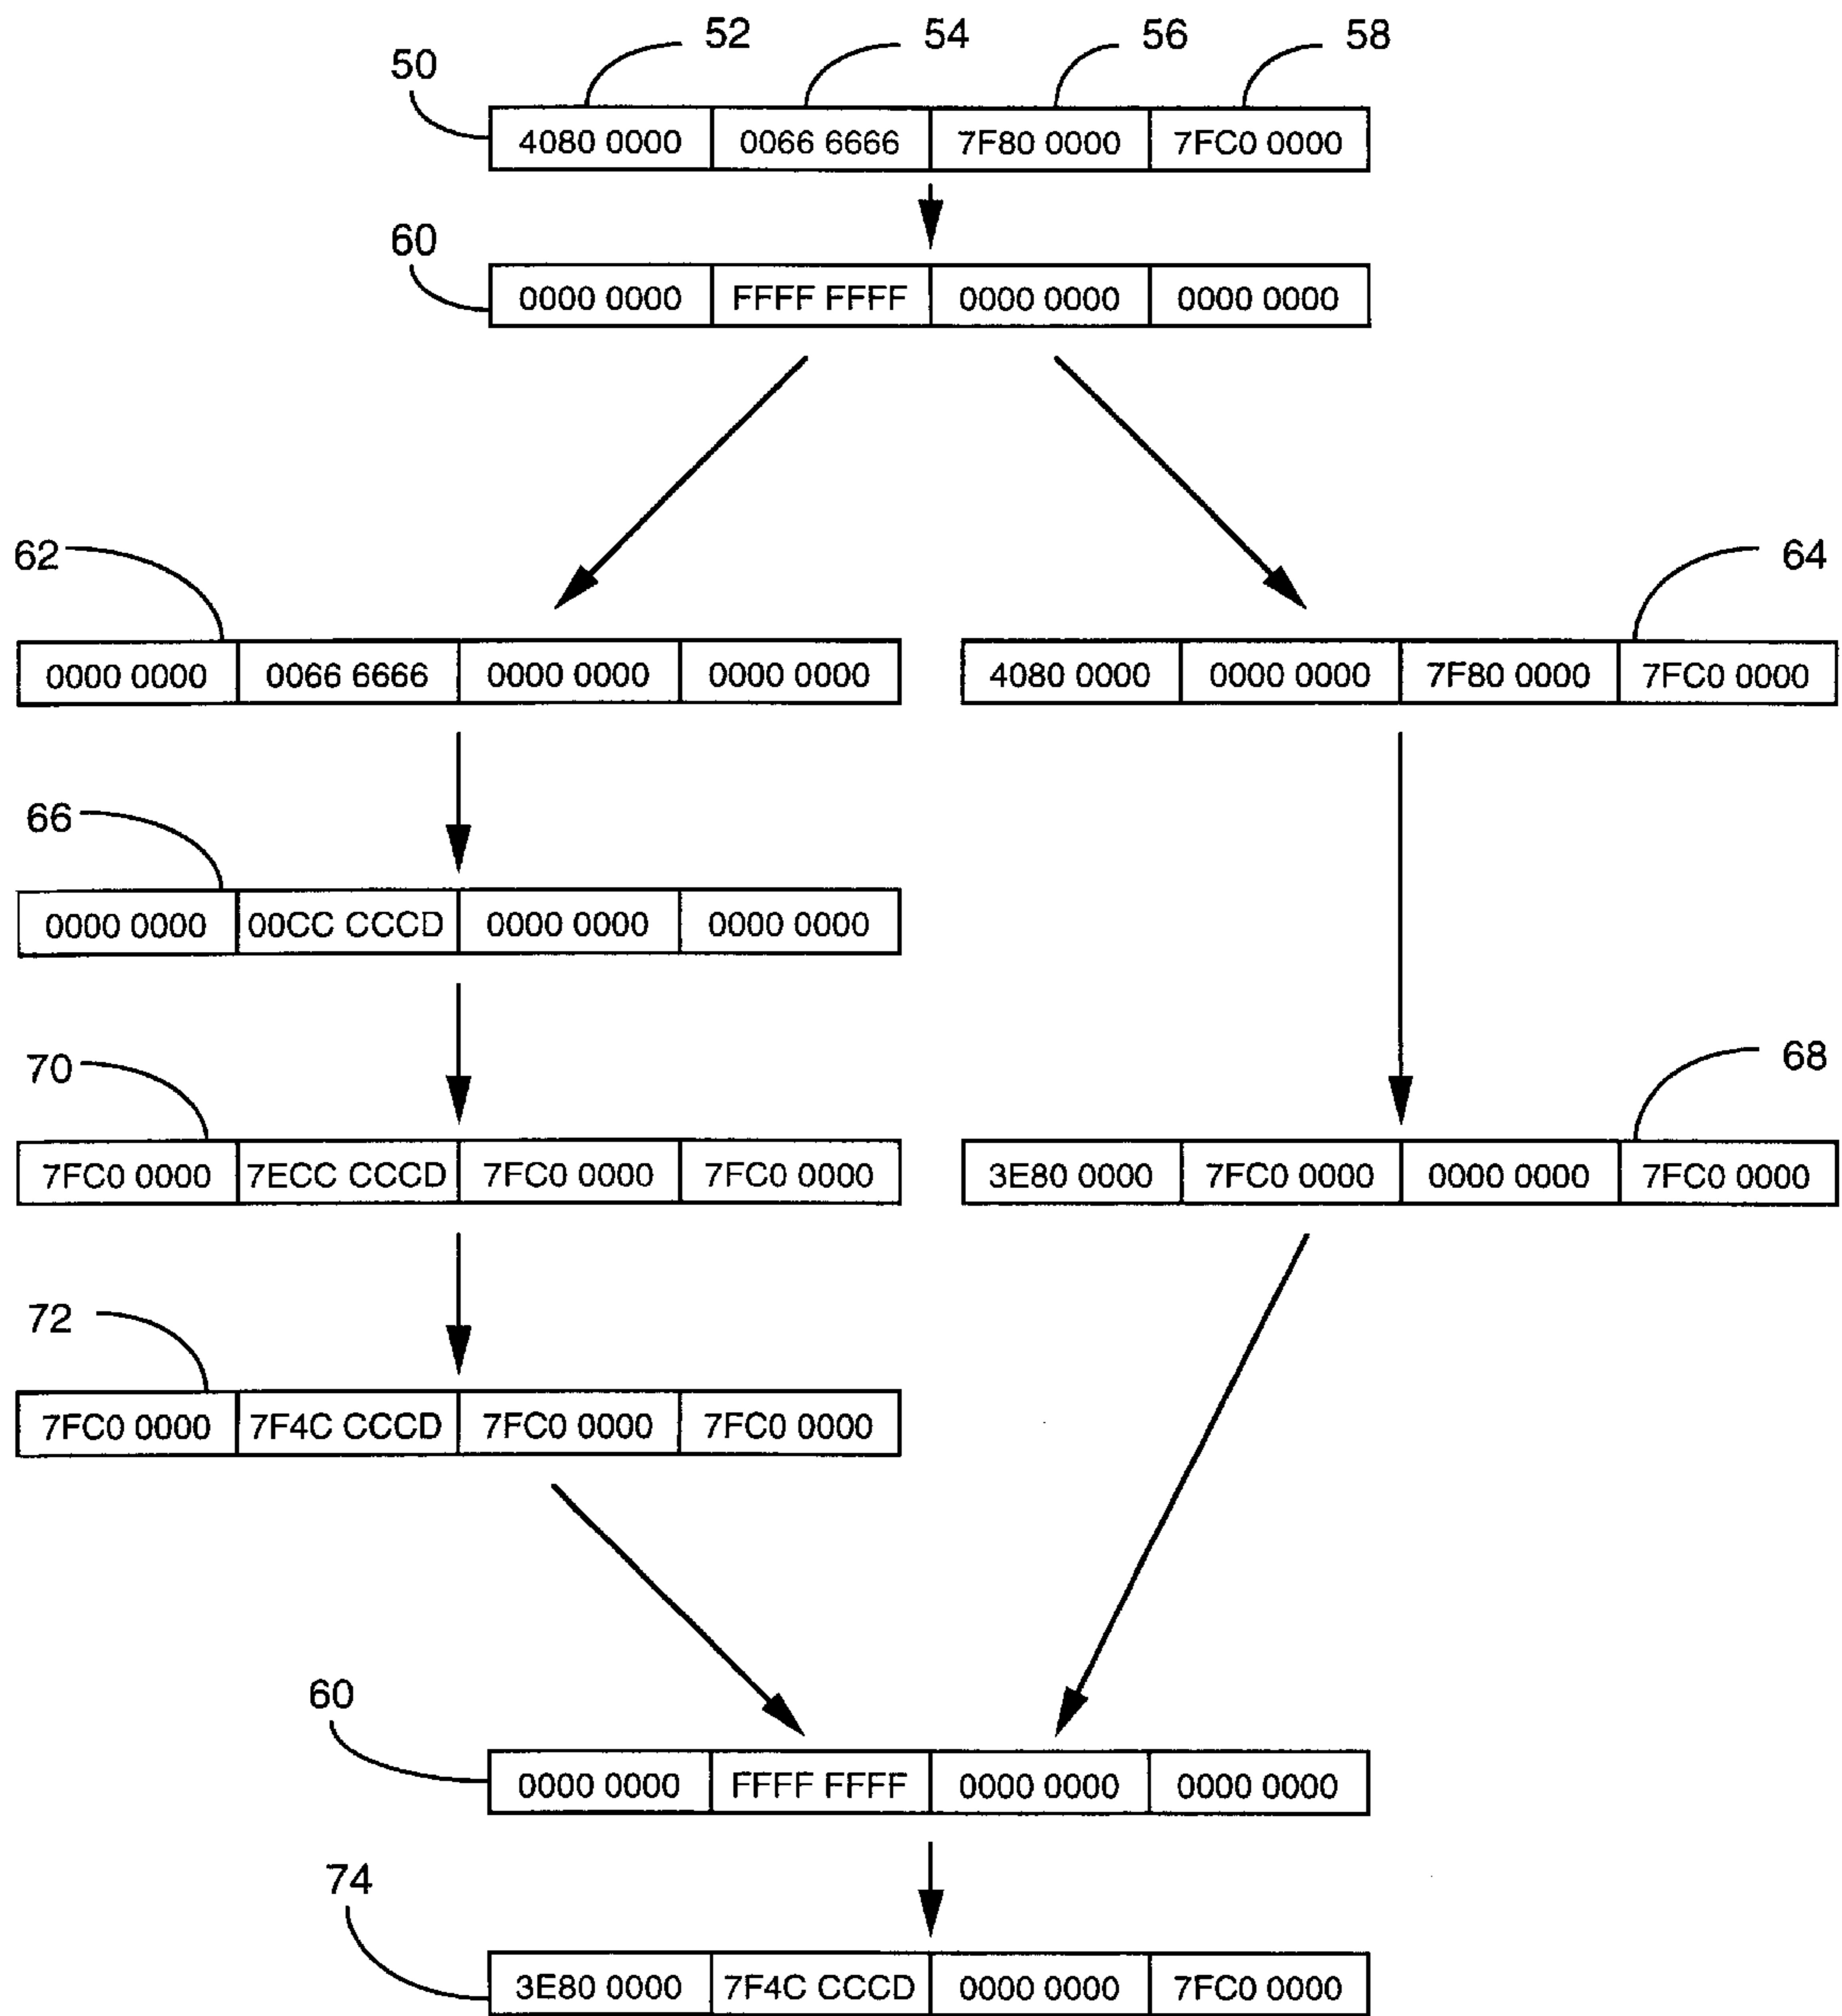 52 54 56 58
50
4080 0000 0066 6666 7F80 0000 7FC0 0000
60
0000 0000 FFFF FFFF 0000 0000 0000 0000
62 64
0000 0000 0066 6666 0000 0000 0000 0000 4080 0000 0000 0000 7F80 0000 7FC0 0000
66
0000 0000 00CC CCCD 0000 0000 0000 0000
70 68
7FC0 0000 7ECC CCCD 7FC0 0000 7FC0 0000 3E80 0000 7FC0 0000 0000 0000 7FC0 0000
72
7FC0 0000 7F4C CCCD 7FC0 0000 7FC0 0000
60
0000 0000 FFFF FFFF 0000 0000 0000 0000
74
3E80 0000 7F4C CCCD 0000 0000 7FC0 0000